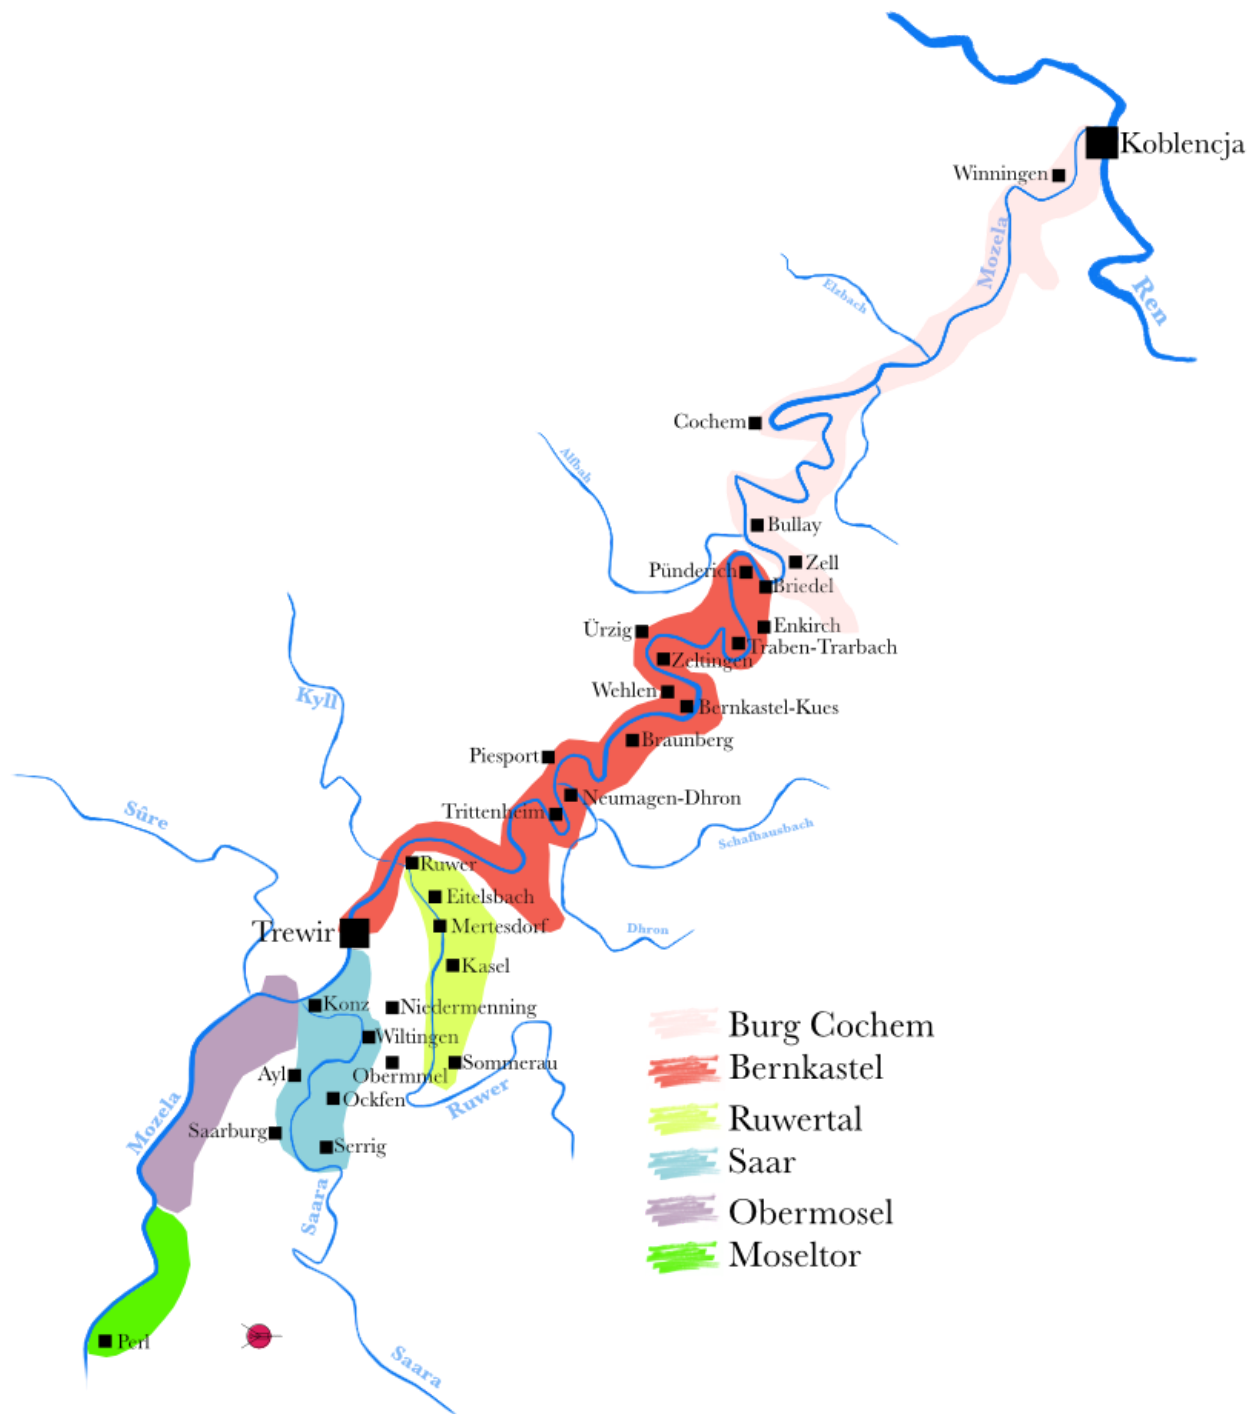 Koblencja
Winningen
Mozela
Elzbach
Ren
Cochem
Alfbah
Bullay
Zell
Pünderich
Briedel
Ürzig
Enkirch
Traben-Trarbach
Zeltingen
Wehlen
Bernkastel-Kues
Kyll
Braunberg
Piesport
Neumagen-Dhron
Sûre
Trittenheim
Schafhausbach
Ruwer
Eitelsbach
Mertesdorf
Dhron
Trewir
Kasel
Konz
Niedermenning
Wiltingen
Sommerau
Ayl
Obermmel
Ockfen
Ruwer
Mozela
Saarburg
Serrig
Saara
Perl
Saara
Burg Cochem
Bernkastel
Ruwertal
Saar
Obermosel
Moseltor